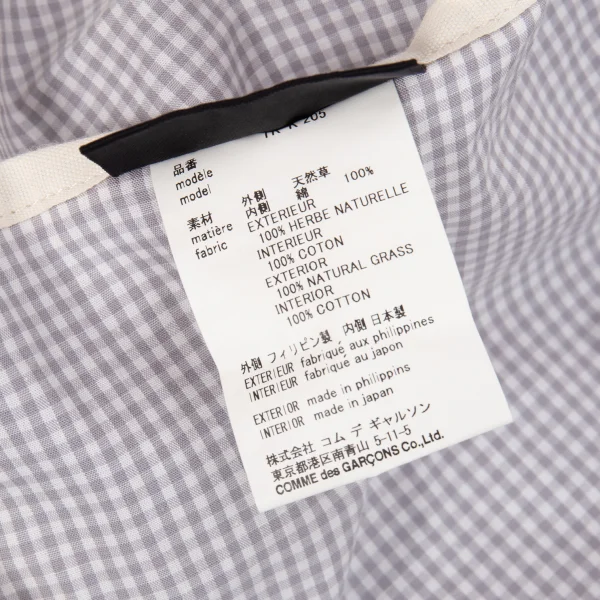 K-205
品番
modèle
model
素材
matière
fabric
外側 天然草 100%
内側 綿
EXTERIEUR
100% HERBE NATURELLE
INTERIEUR
100% COTON
EXTERIOR
100% NATURAL GRASS
INTERIOR
100% COTTON
外側 フィリピン製, 内側 日本製
EXTERIEUR fabriqué aux philippines
INTERIEUR fabriqué au japon
EXTERIOR made in philippins
INTERIOR made in japan
株式会社 コム デ ギャルソン
東京都港区南青山 5-11-5
COMME des GARÇONS Co.,Ltd.